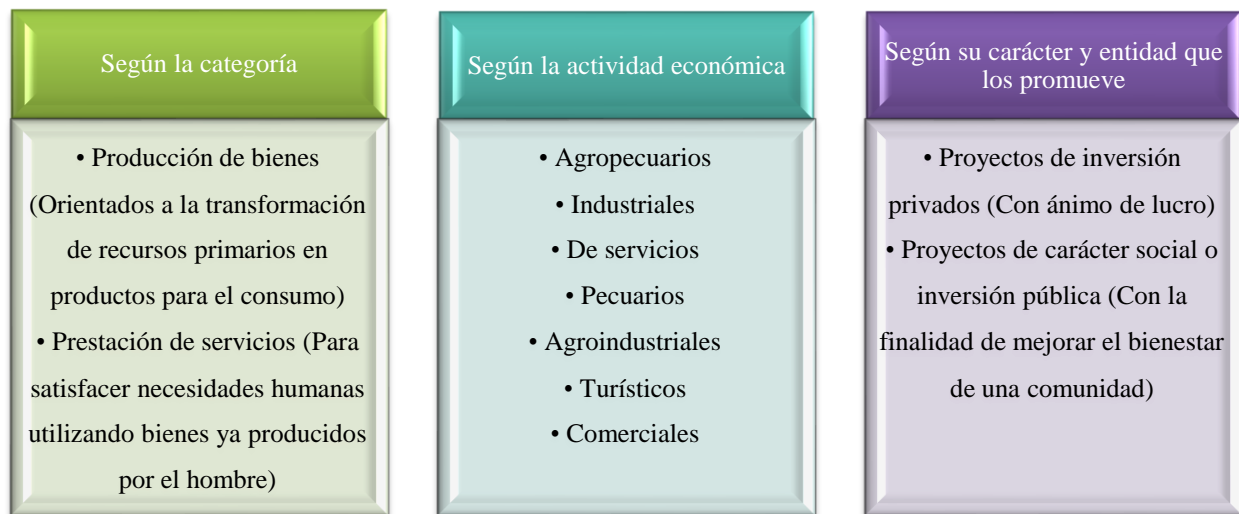 Según la categoría
• Producción de bienes
(Orientados a la transformación
de recursos primarios en
productos para el consumo)
• Prestación de servicios (Para
satisfacer necesidades humanas
utilizando bienes ya producidos
por el hombre)
Según la actividad económica
• Agropecuarios
• Industriales
• De servicios
• Pecuarios
• Agroindustriales
• Turísticos
• Comerciales
Según su carácter y entidad que
los promueve
• Proyectos de inversión
privados (Con ánimo de lucro)
• Proyectos de carácter social o
inversión pública (Con la
finalidad de mejorar el bienestar
de una comunidad)